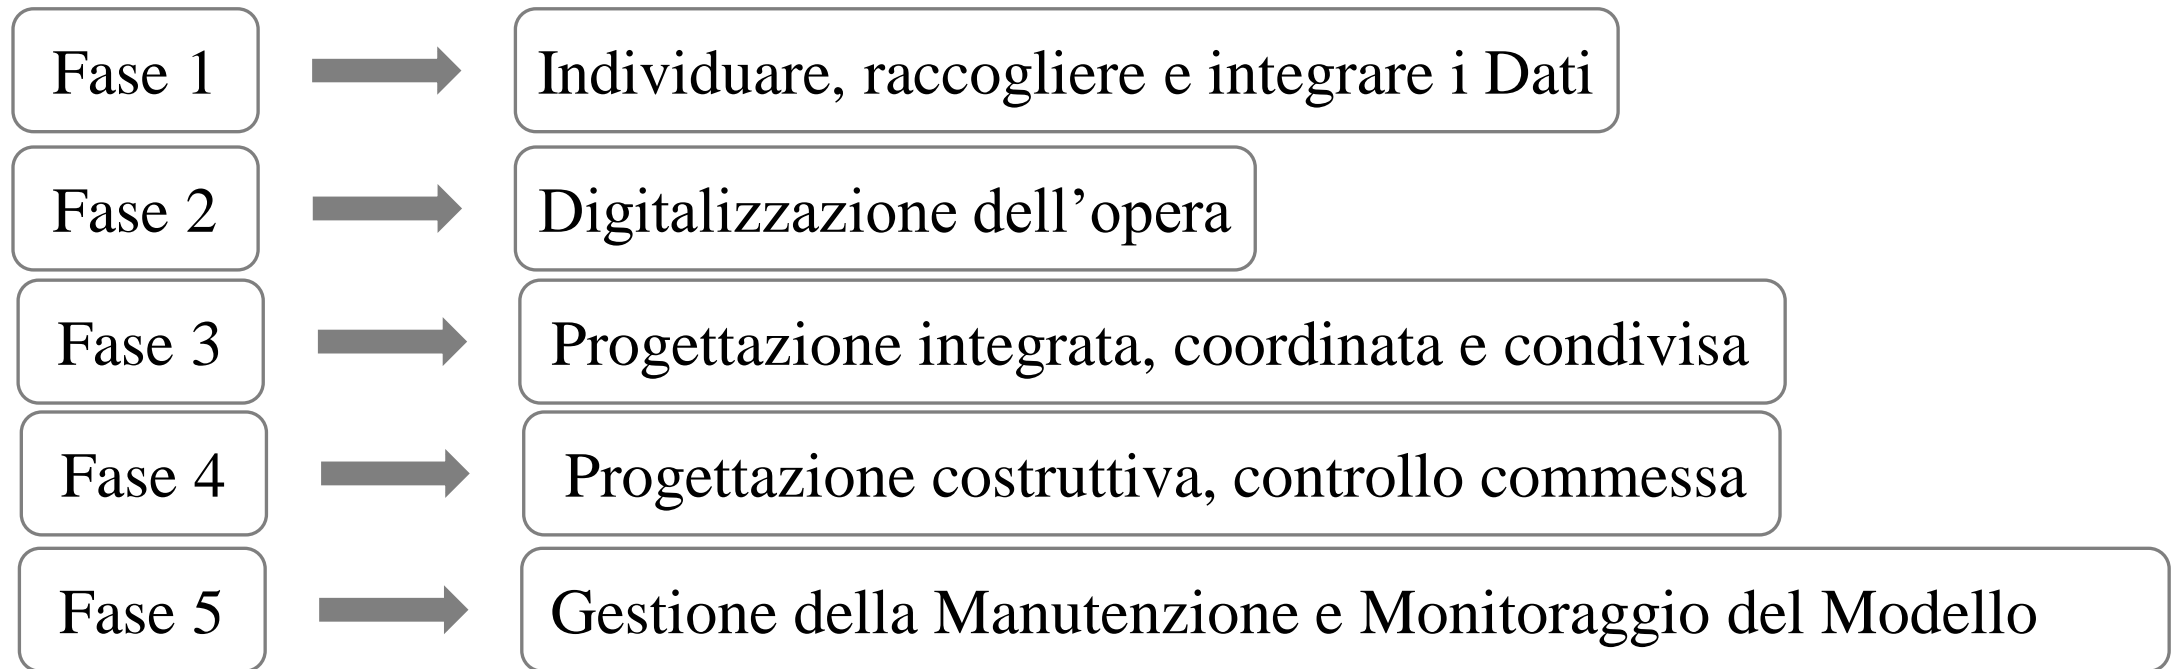 Fase 1 Individuare, raccogliere e integrare i Dati
Fase 2 Digitalizzazione dell’opera
Fase 3 Progettazione integrata, coordinata e condivisa
Fase 4 Progettazione costruttiva, controllo commessa
Fase 5 Gestione della Manutenzione e Monitoraggio del Modello